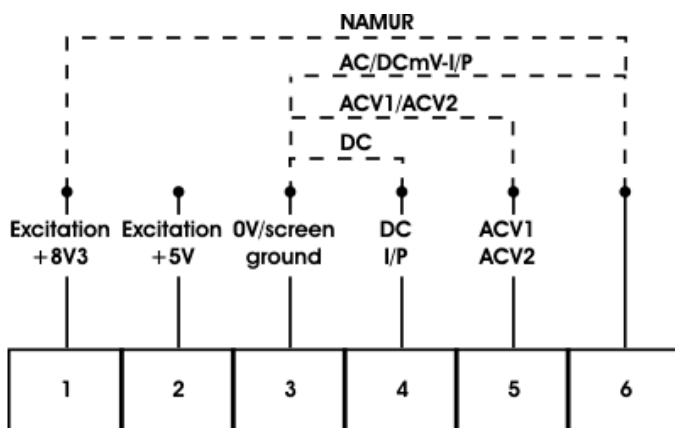 NAMUR
AC/DCmV-I/P
ACV1/ACV2
DC
Excitation
+8V3
Excitation
+5V
0V/screen
ground
DC
I/P
ACV1
ACV2
1 2 3 4 5 6